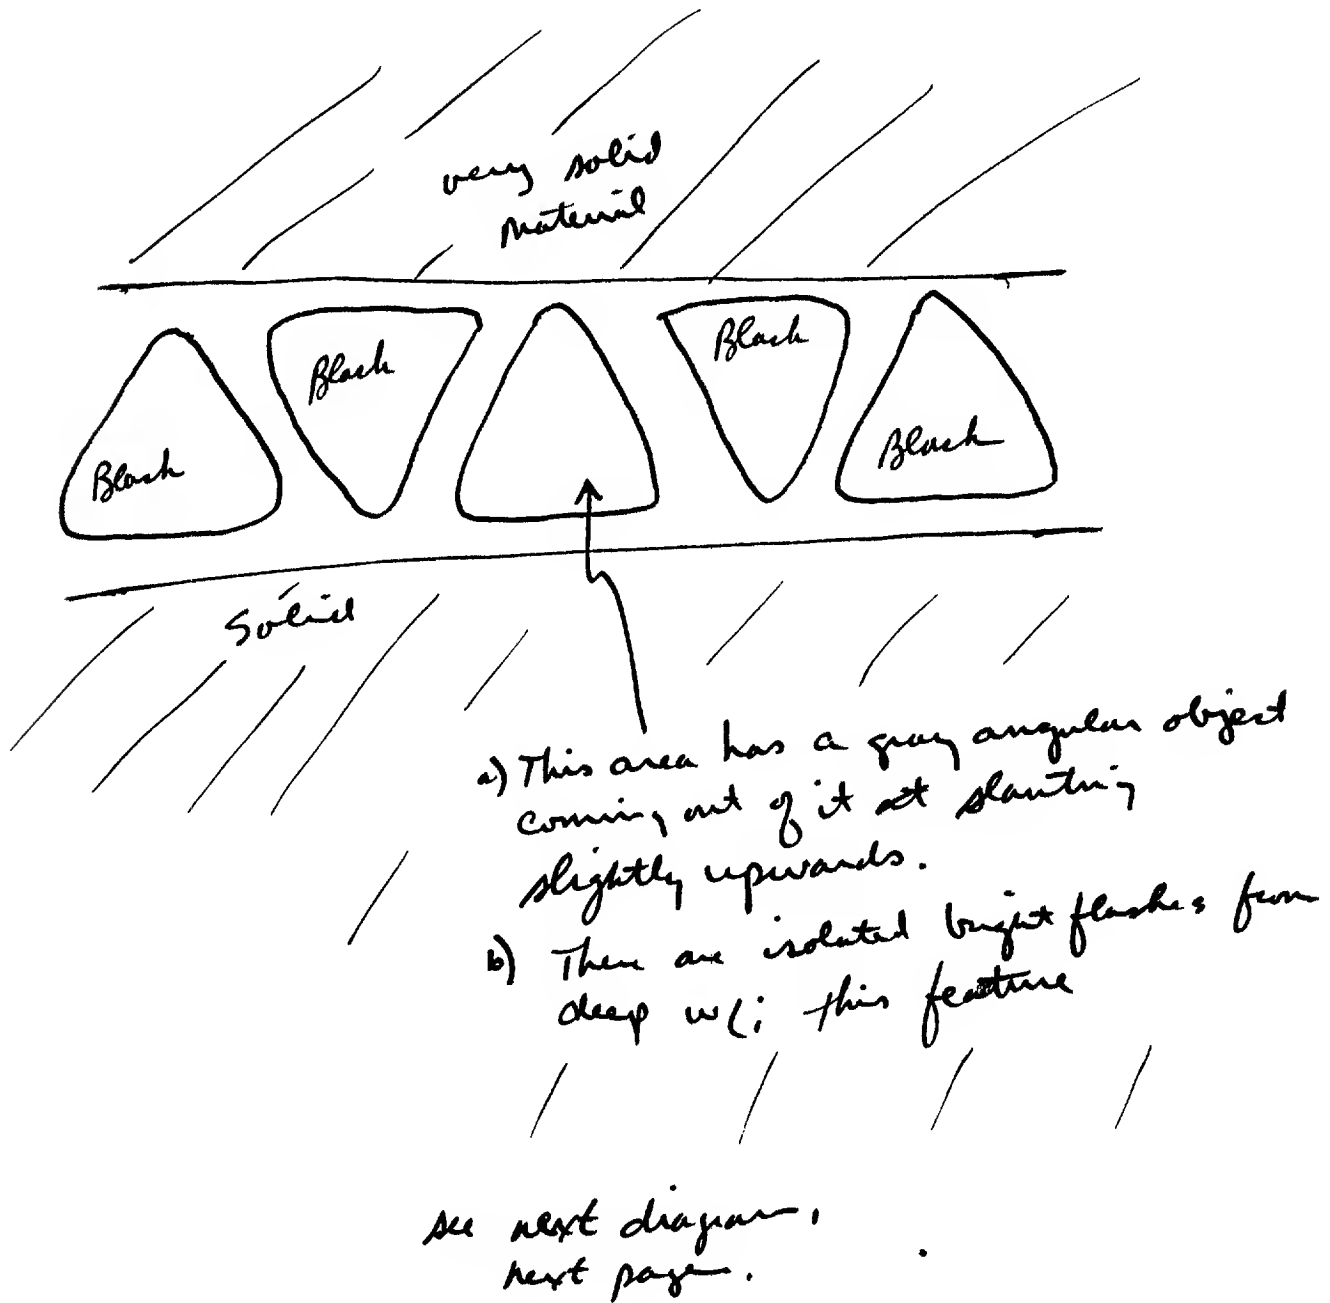 very solid
material
Black
Black
Black
Black
Solid
a) This area has a gray angular object
coming out of it at slanting
slightly upwards.
b) There are isolated bright flashes from
deep w/i this feature
see next diagram,
next page.